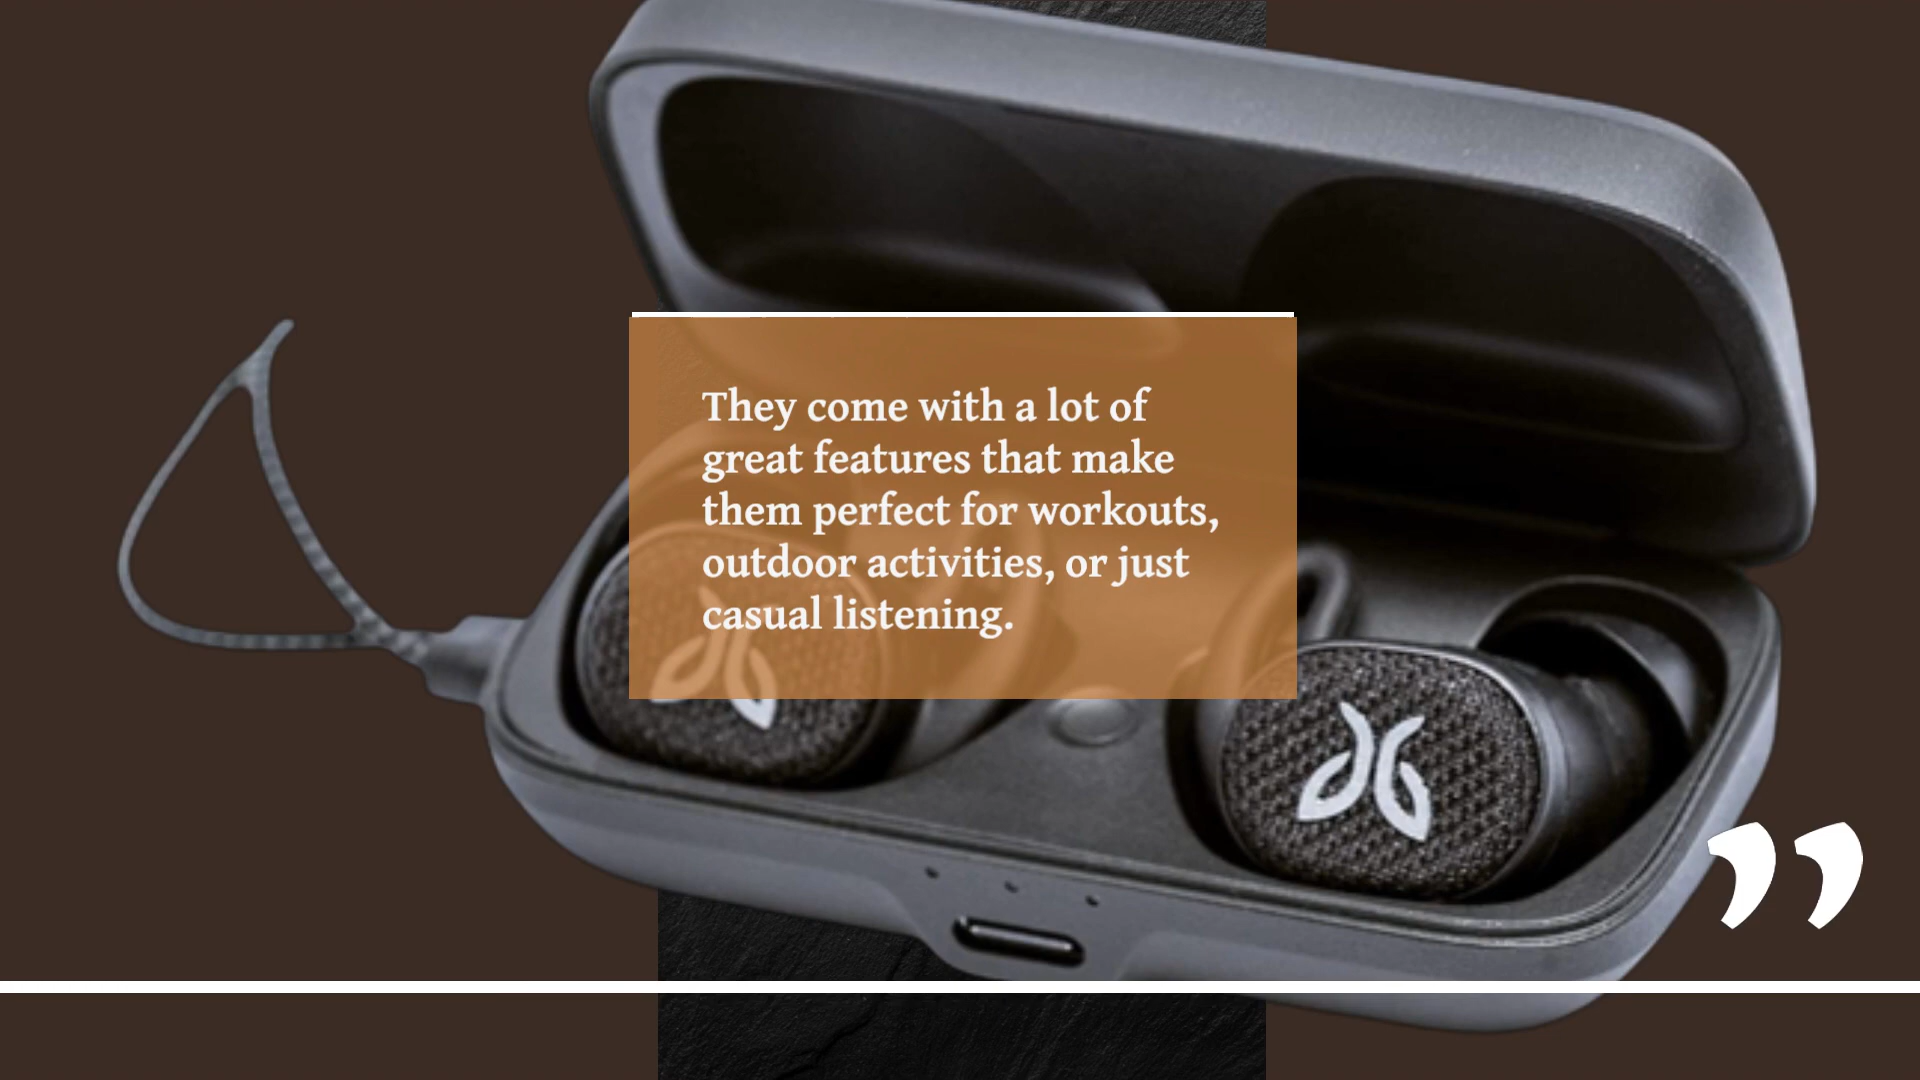 They come with a lot of
great features that make
them perfect for workouts,
outdoor activities, or just
casual listening.
”